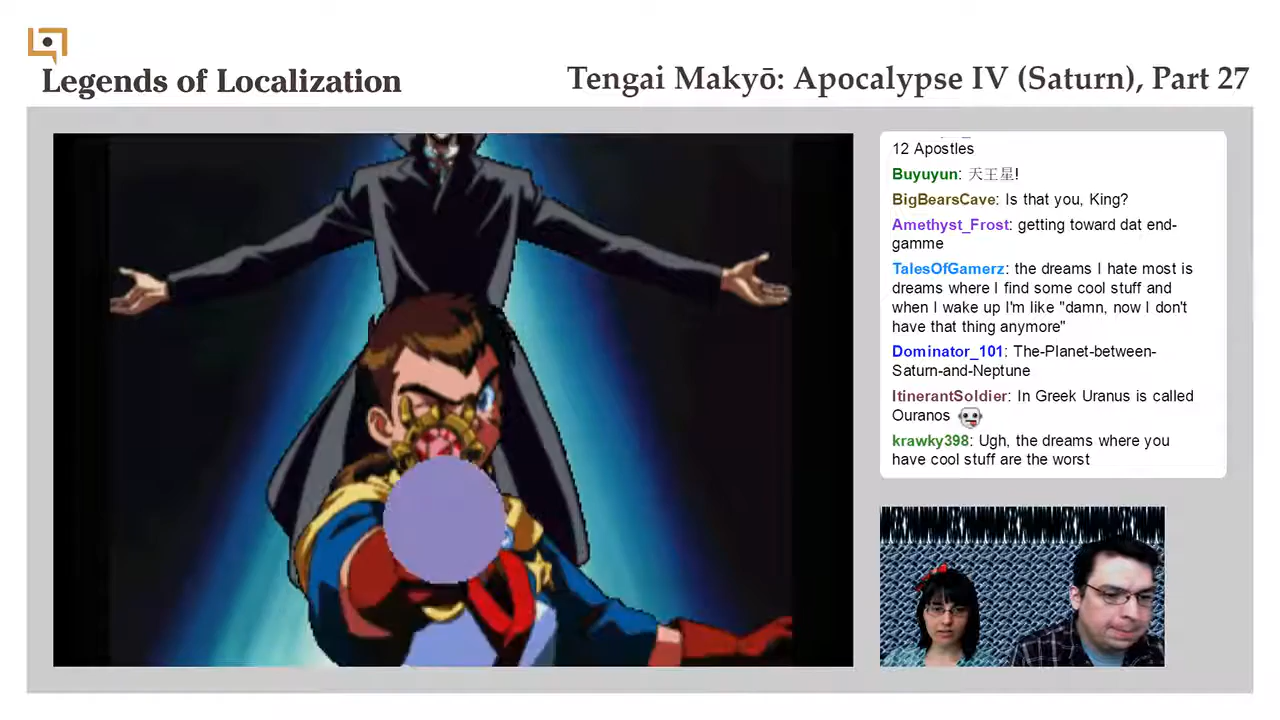 Legends of Localization
Tengai Makyō: Apocalypse IV (Saturn), Part 27
12 Apostles
Buyuyun: 天王星!
BigBearsCave: Is that you, King?
Amethyst_Frost: getting toward dat end-
gamme
TalesOfGamerz: the dreams I hate most is
dreams where I find some cool stuff and
when I wake up I'm like "damn, now I don't
have that thing anymore"
Dominator_101: The-Planet-between-
Saturn-and-Neptune
ItinerantSoldier: In Greek Uranus is called
Ouranos
krawky398: Ugh, the dreams where you
have cool stuff are the worst